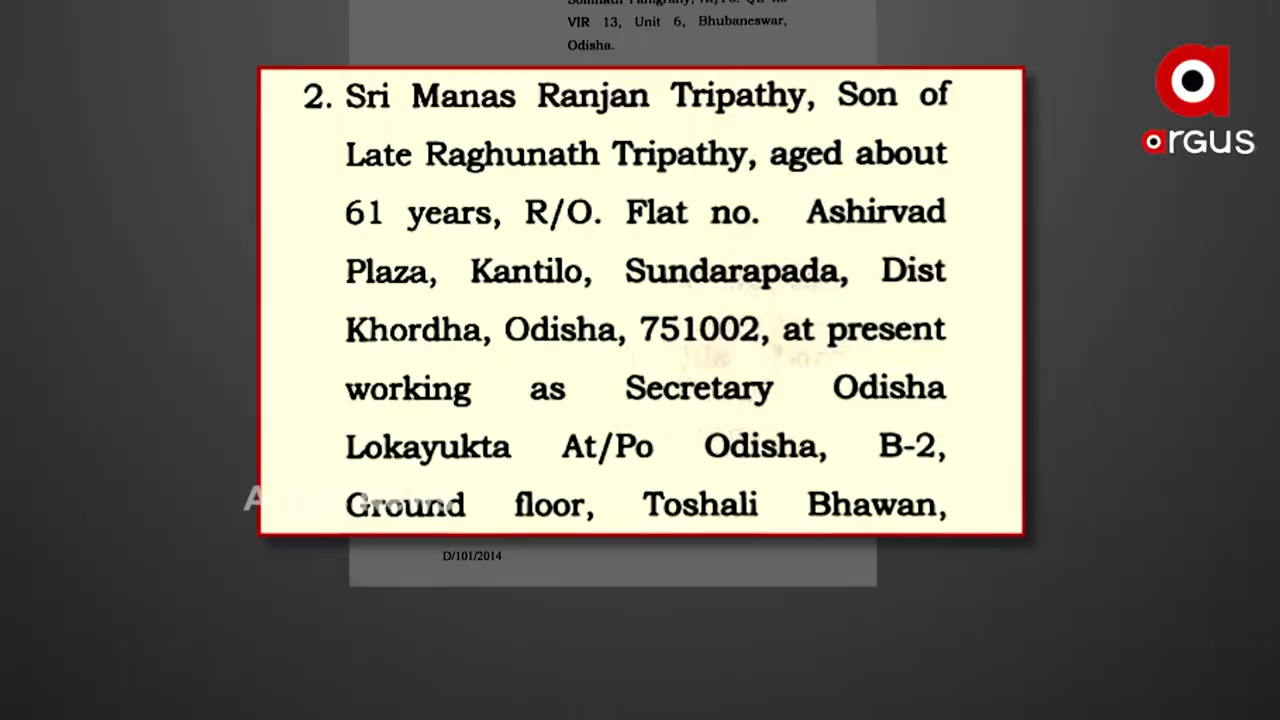 VIR 13, Unit 6, Bhubaneswar,
Odisha.
2. Sri Manas Ranjan Tripathy, Son of
Late Raghunath Tripathy, aged about
61 years, R/O. Flat no. Ashirvad
Plaza, Kantilo, Sundarapada, Dist
Khordha, Odisha, 751002, at present
working as Secretary Odisha
Lokayukta At/Po Odisha, B-2,
Ground floor, Toshali Bhawan,
D/101/2014
argus